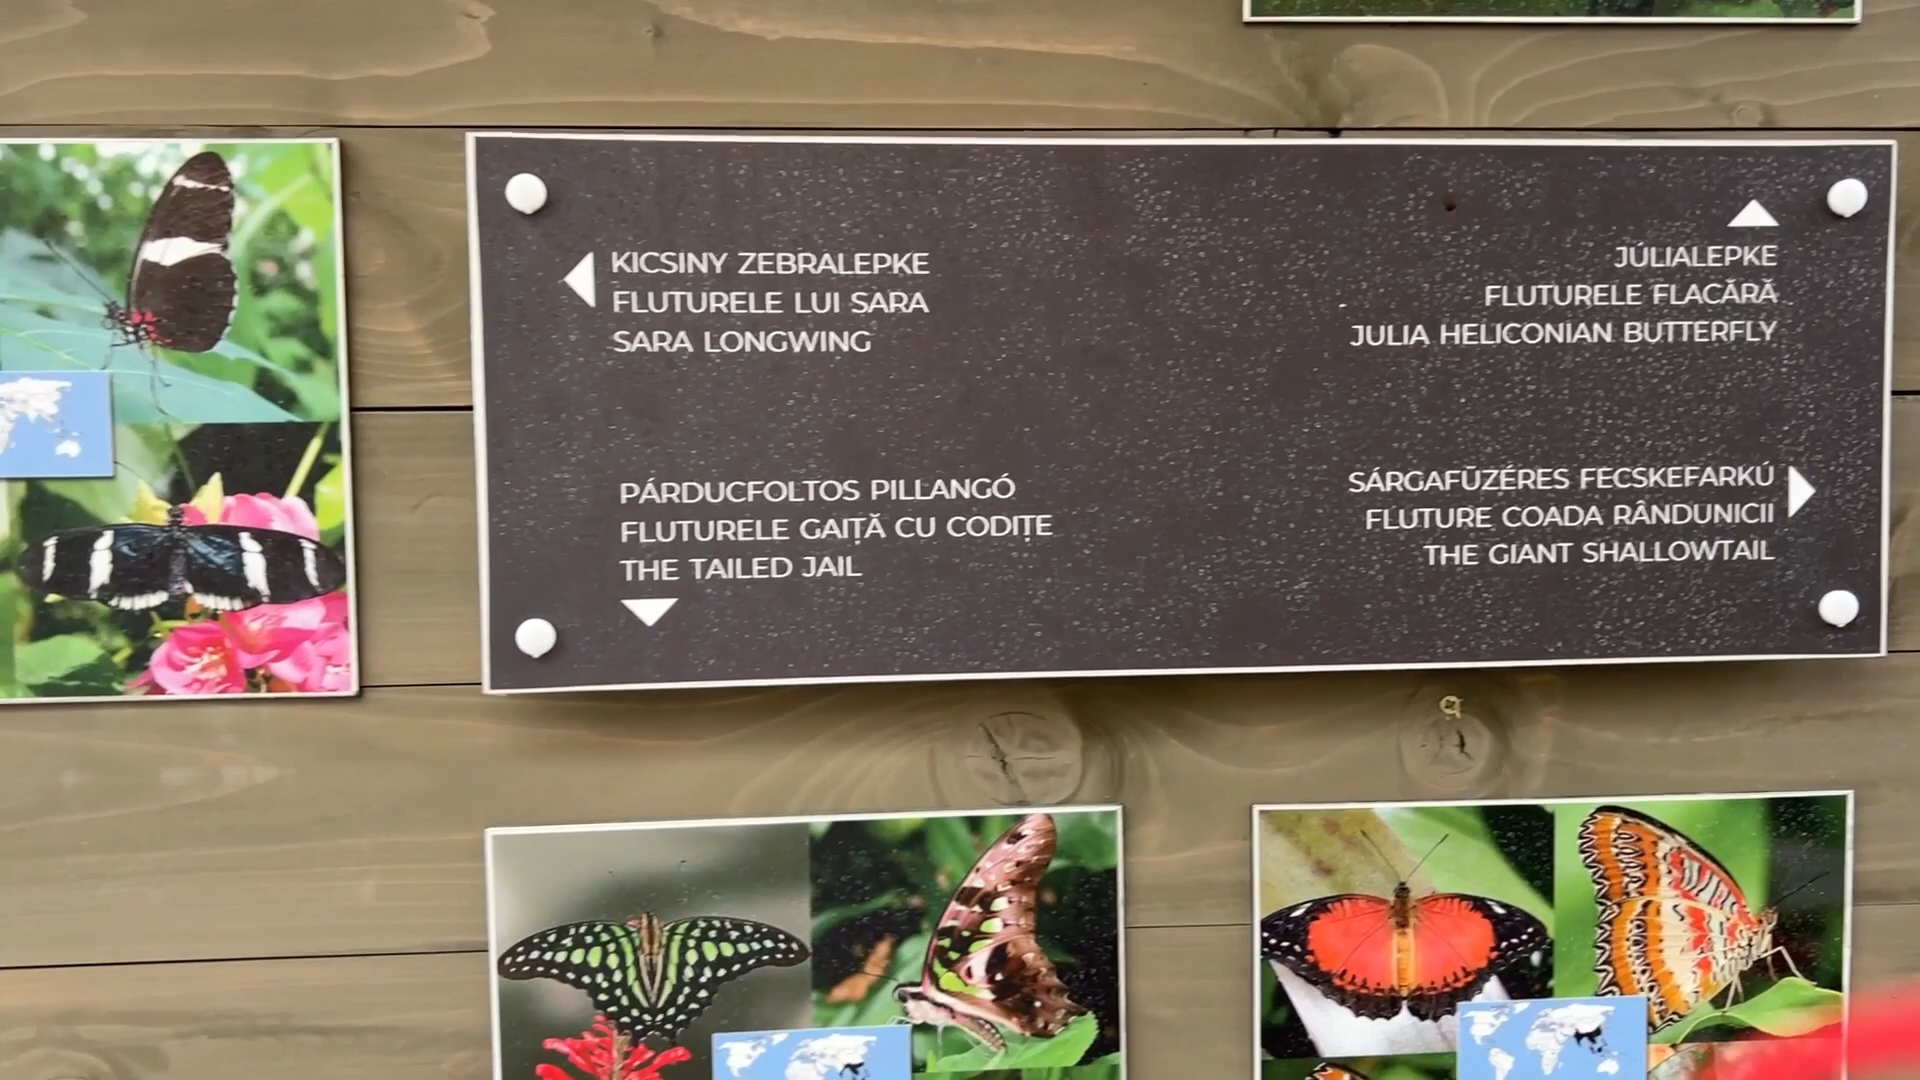 KICSINY ZEBRALEPKE
FLUTURELE LUI SARA
SARA LONGWING
JÚLIALEPKE
FLUTURELE FLACĂRĂ
JULIA HELICONIAN BUTTERFLY
PÁRDUCFOLTOS PILLANGÓ
FLUTURELE GAIȚĂ CU CODIȚE
THE TAILED JAIL
SÁRGAFŰZÉRES FECSKEFARKÚ
FLUTURE COADA RÂNDUNICII
THE GIANT SHALLOWTAIL